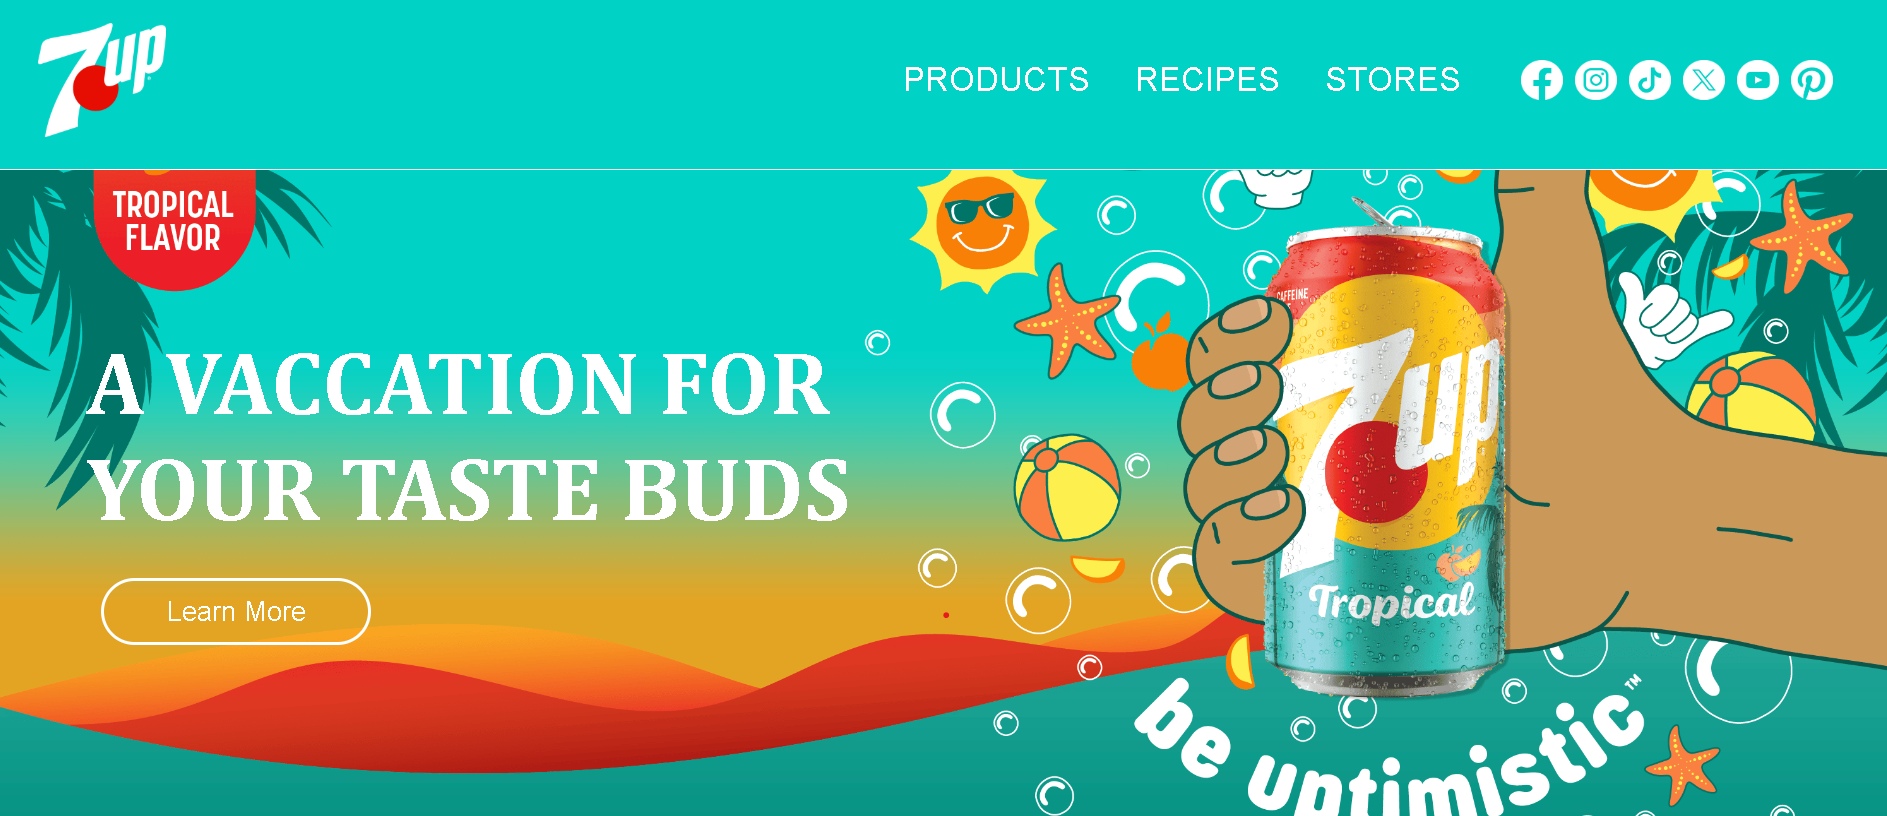 7up
PRODUCTS RECIPES STORES
TROPICAL
FLAVOR
A VACCATION FOR
YOUR TASTE BUDS
Learn More
CAFFEINE
7up
Tropical
be uptimistic™